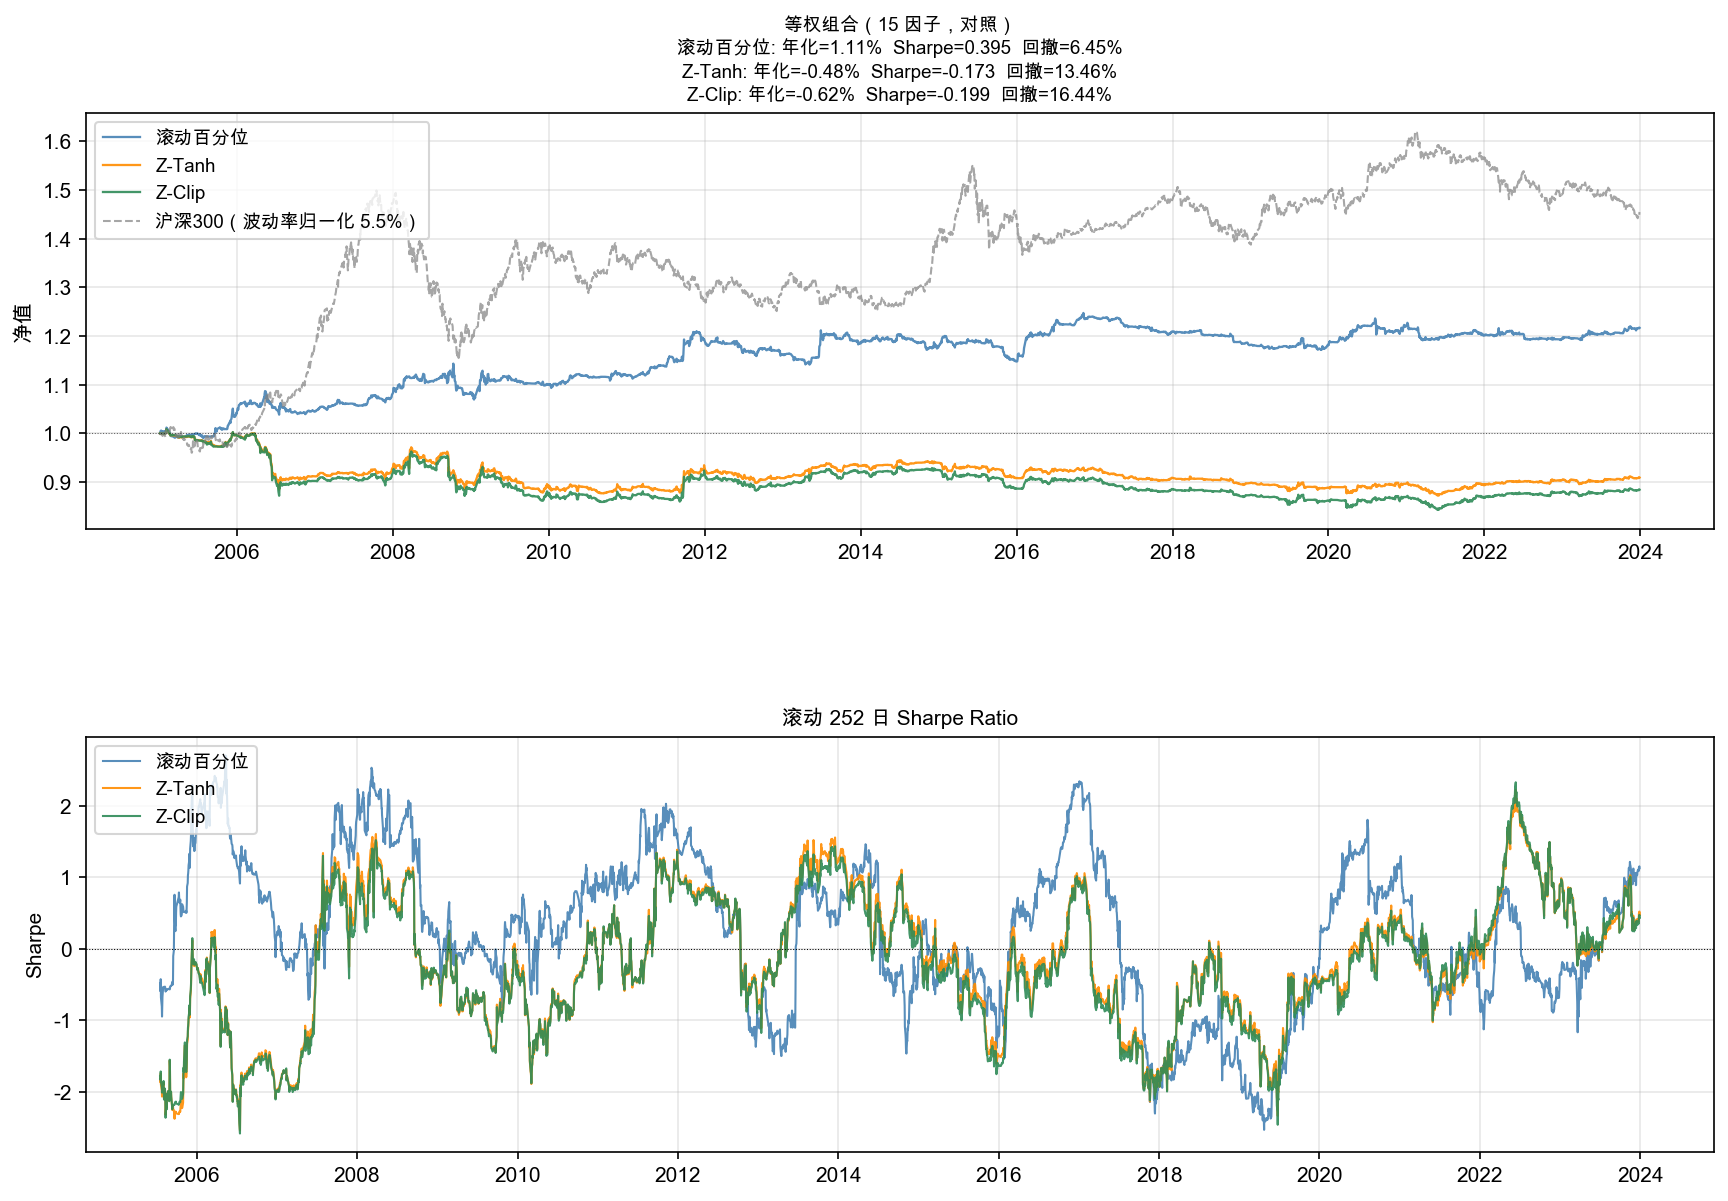 等权组合（15 因子，对照）
滚动百分位: 年化=1.11%  Sharpe=0.395  回撤=6.45%
Z-Tanh: 年化=-0.48%  Sharpe=-0.173  回撤=13.46%
Z-Clip: 年化=-0.62%  Sharpe=-0.199  回撤=16.44%
滚动百分位
Z-Tanh
Z-Clip
沪深300（波动率归一化 5.5%）
净值
1.6
1.5
1.4
1.3
1.2
1.1
1.0
0.9
2006 2008 2010 2012 2014 2016 2018 2020 2022 2024
滚动 252 日 Sharpe Ratio
滚动百分位
Z-Tanh
Z-Clip
Sharpe
2
1
0
-1
-2
2006 2008 2010 2012 2014 2016 2018 2020 2022 2024